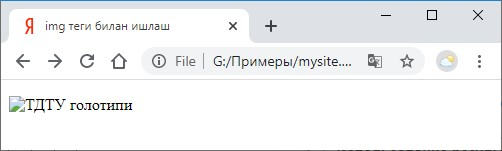 Я img теги билан ишлаш
File G:/Примеры/mysite....
ТДТУ голотипи